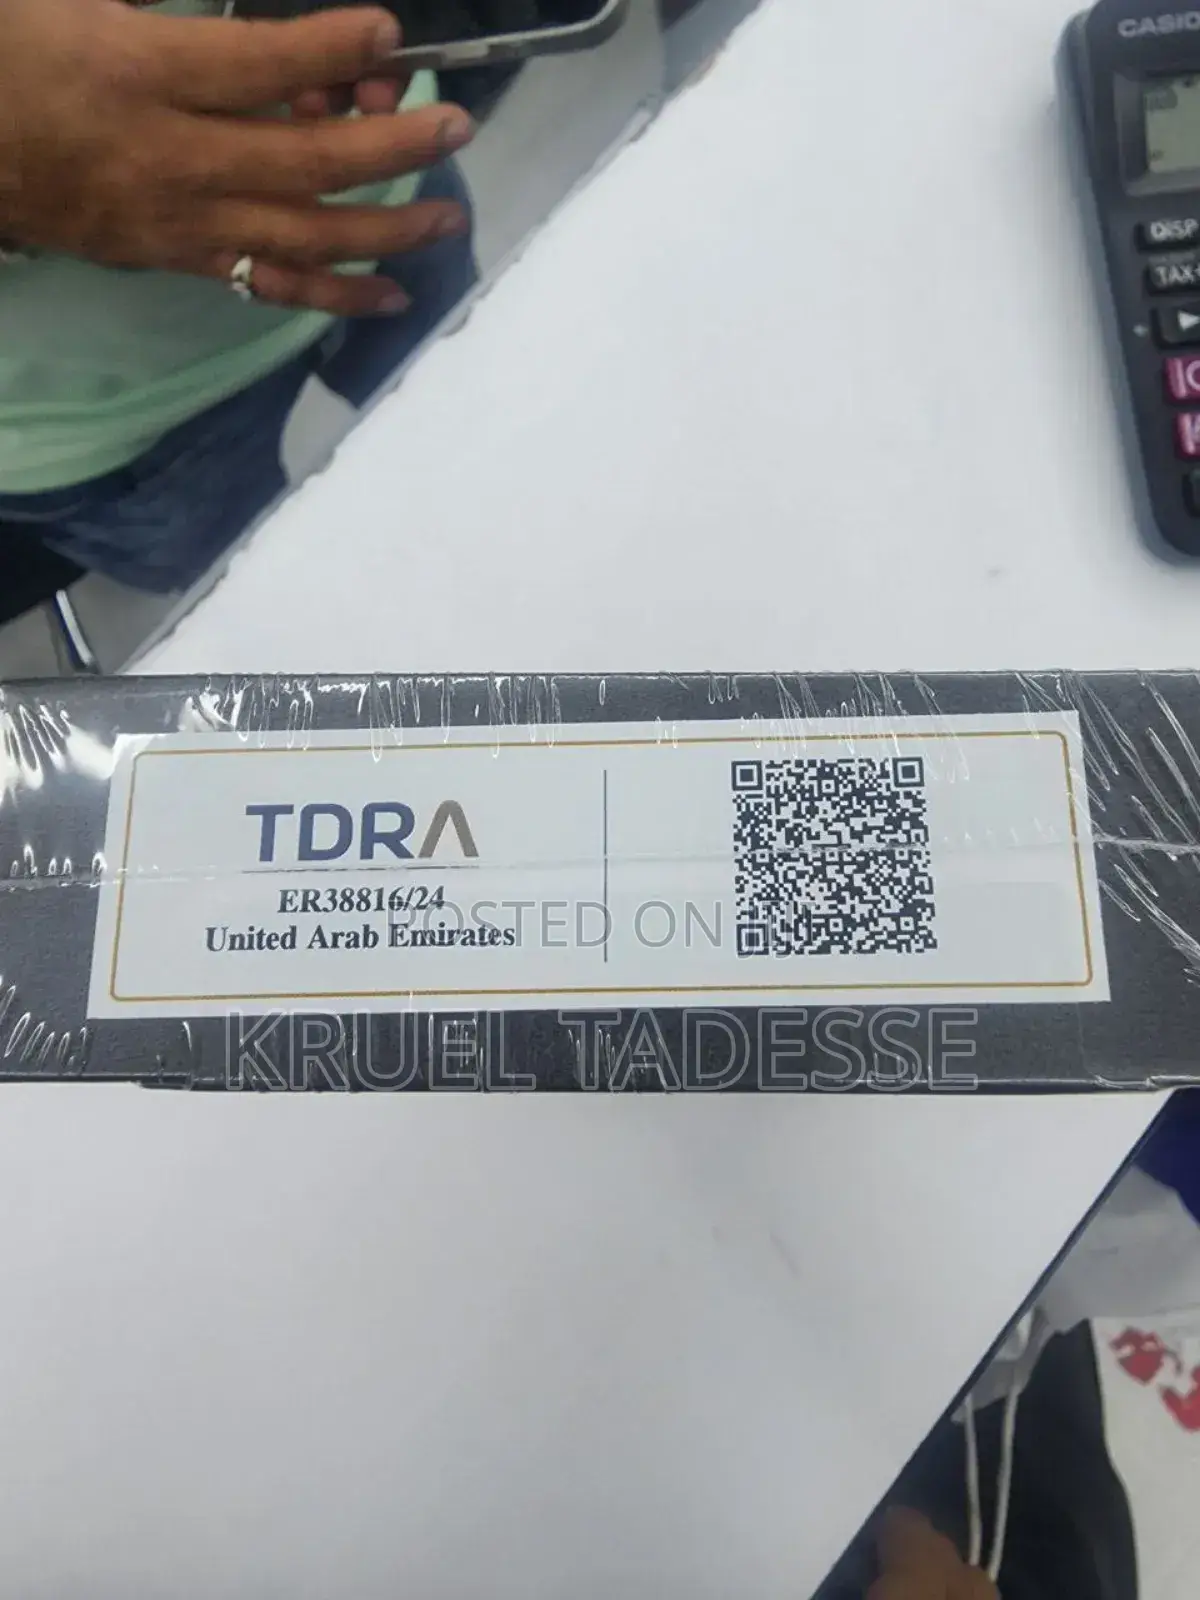 CASIO
DISP
TAX+
TDRA
ER38816/24
United Arab Emirates
POSTED ON
KRUEL TADESSE